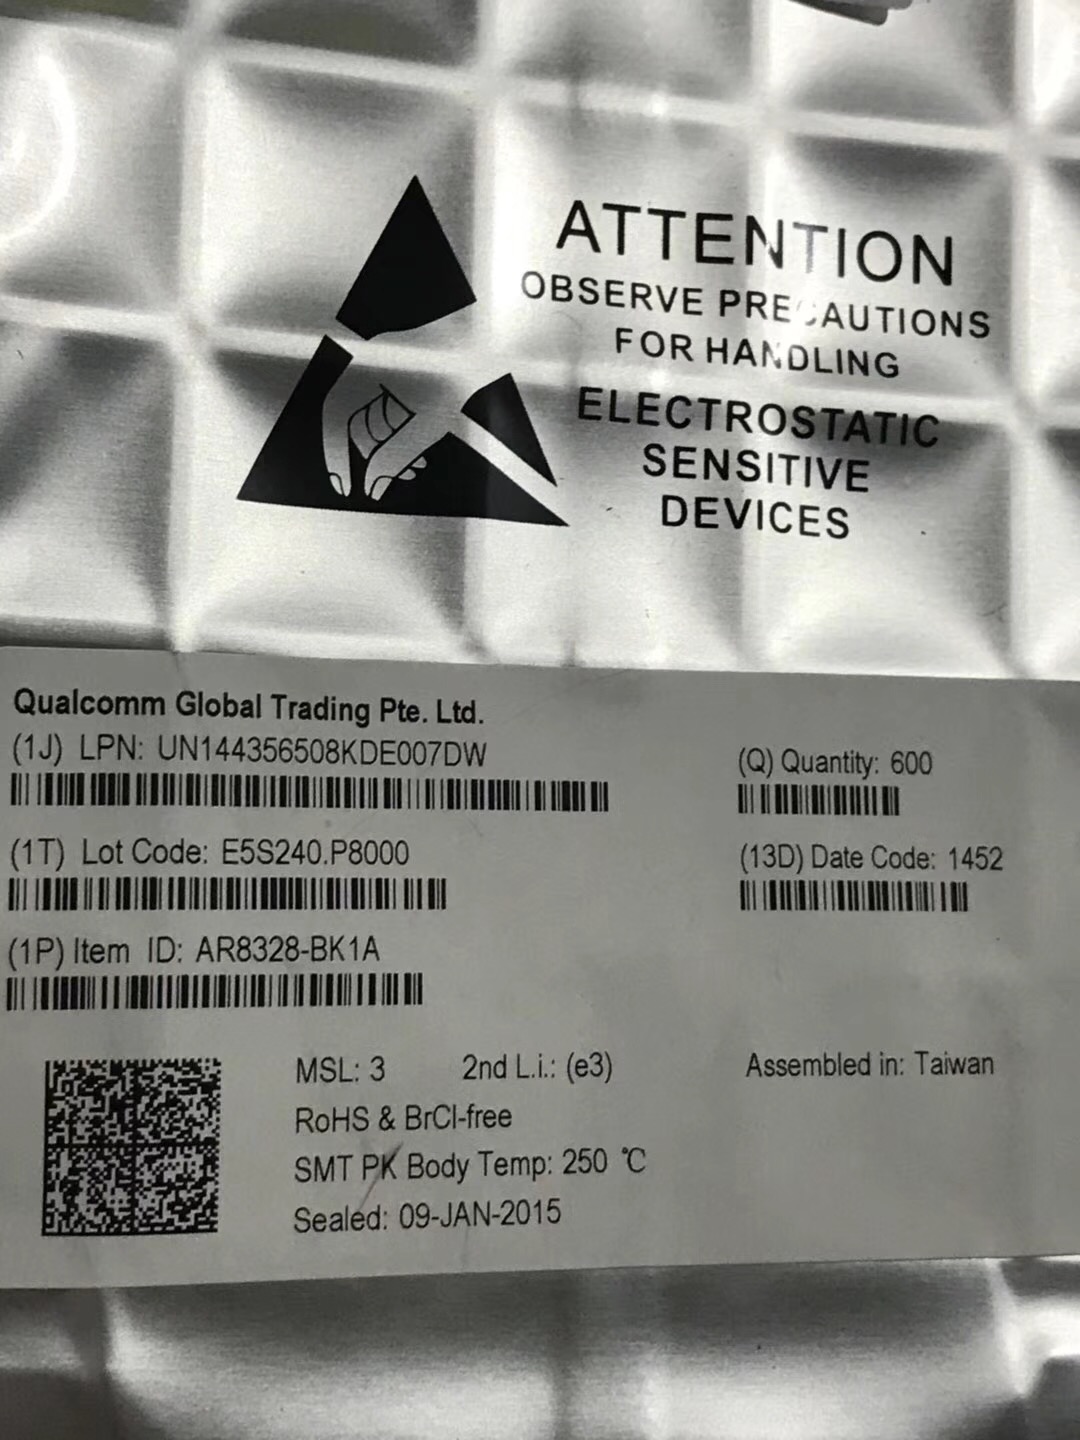 ATTENTION
OBSERVE PRECAUTIONS
FOR HANDLING
ELECTROSTATIC
SENSITIVE
DEVICES
Qualcomm Global Trading Pte. Ltd.
(1J) LPN: UN144356508KDE007DW
(Q) Quantity: 600
(1T) Lot Code: E5S240.P8000
(13D) Date Code: 1452
(1P) Item ID: AR8328-BK1A
MSL: 3 2nd L.i.: (e3) Assembled in: Taiwan
RoHS & BrCl-free
SMT PK Body Temp: 250 °C
Sealed: 09-JAN-2015